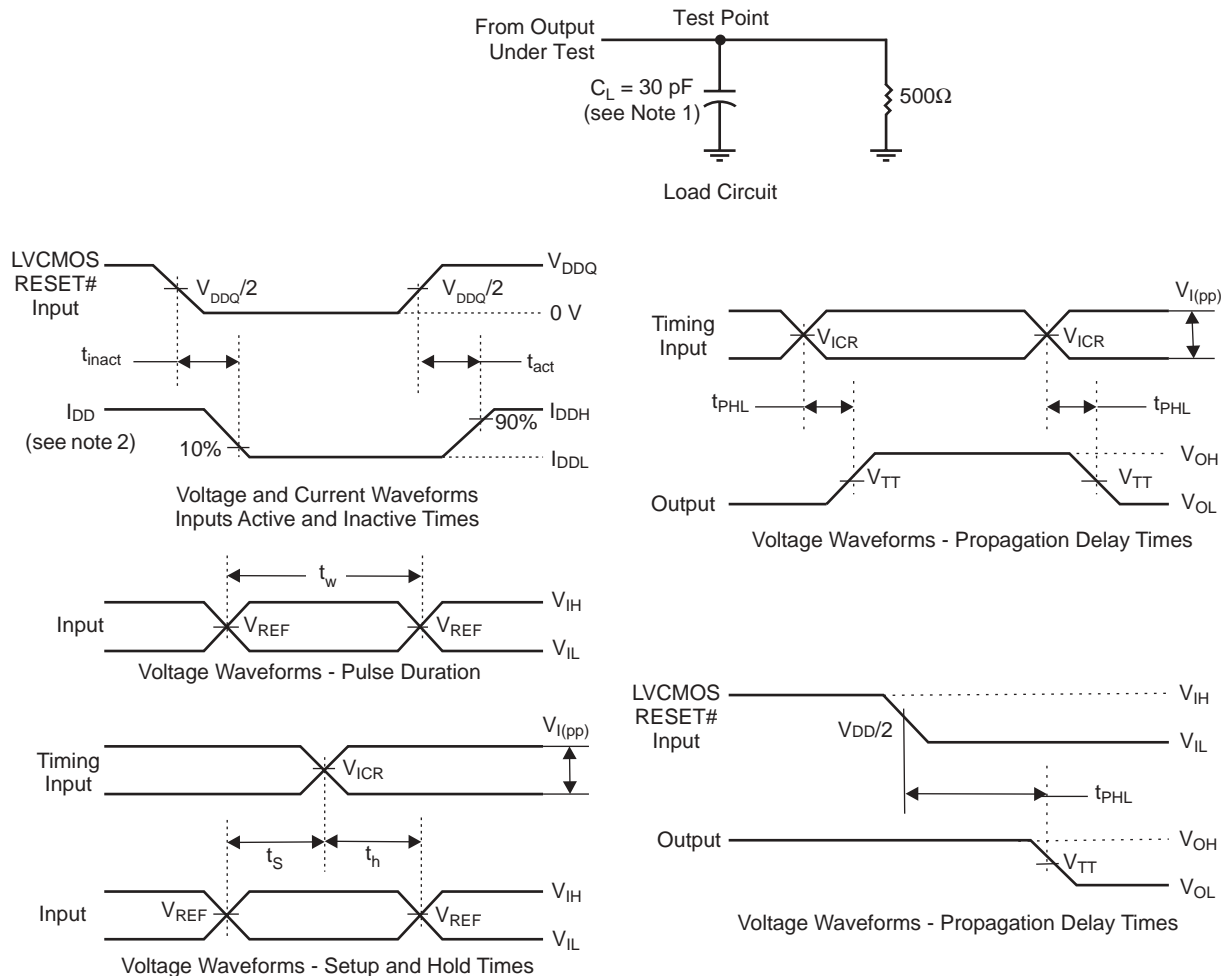 Test Point
From Output
Under Test
C_L = 30 pF
(see Note 1)
500Ω
Load Circuit
LVCMOS
RESET#
Input
V_DDQ/2
V_DDQ/2
V_DDQ
0 V
t_inact
t_act
I_DD
(see note 2)
10%
90%
I_DDH
I_DDL
Voltage and Current Waveforms
Inputs Active and Inactive Times
t_w
Input
V_REF
V_REF
V_IH
V_IL
Voltage Waveforms - Pulse Duration
Timing
Input
V_ICR
V_I(pp)
t_S
t_h
Input
V_REF
V_REF
V_IH
V_IL
Voltage Waveforms - Setup and Hold Times
Timing
Input
V_ICR
V_ICR
V_I(pp)
t_PHL
t_PHL
Output
V_TT
V_TT
V_OH
V_OL
Voltage Waveforms - Propagation Delay Times
LVCMOS
RESET#
Input
VDD/2
V_IH
V_IL
t_PHL
Output
V_TT
V_OH
V_OL
Voltage Waveforms - Propagation Delay Times